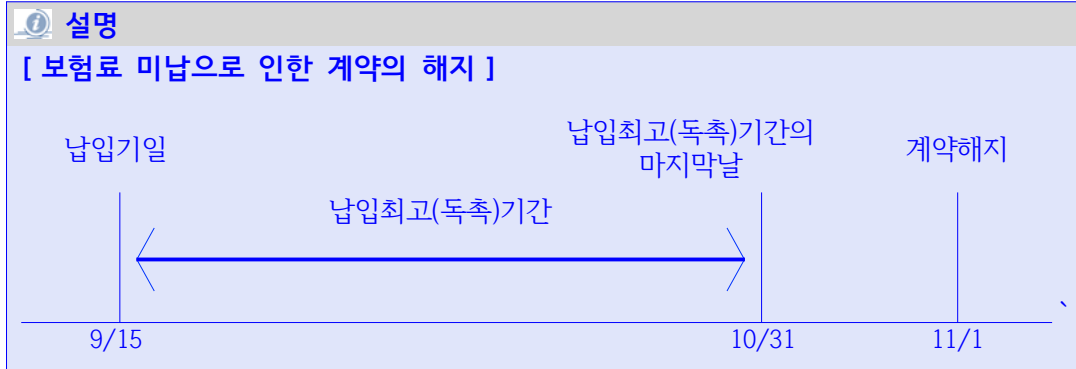 설명
[ 보험료 미납으로 인한 계약의 해지 ]
납입기일
납입최고(독촉)기간의
마지막날
계약해지
납입최고(독촉)기간
9/15
10/31
11/1